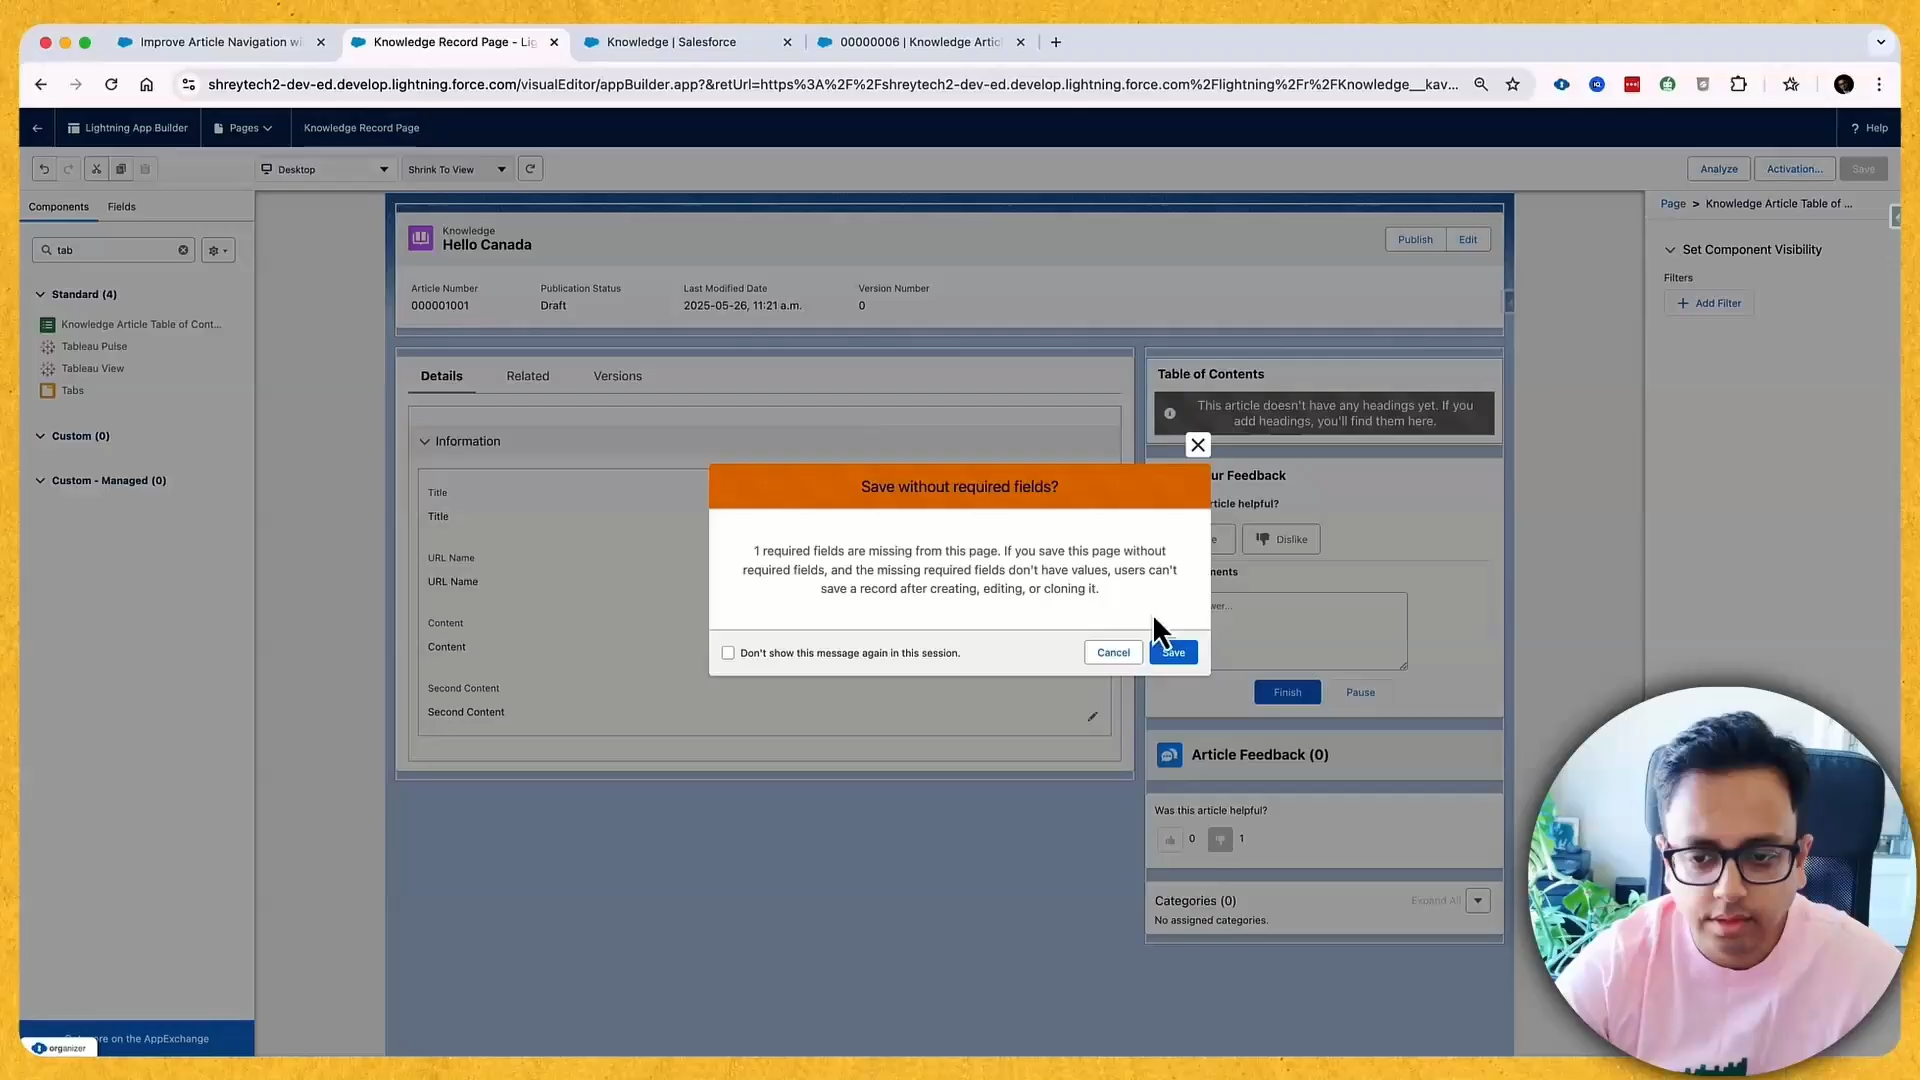 Improve Article Navigation wi
Knowledge Record Page - Lig
Knowledge | Salesforce
00000006 | Knowledge Artic
shreytech2-dev-ed.develop.lightning.force.com/visualEditor/appBuilder.app?&retUrl=https%3A%2F%2Fshreytech2-dev-ed.develop.lightning.force.com%2Flightning%2Fr%2FKnowledge__kav...
Lightning App Builder
Pages
Knowledge Record Page
? Help
Desktop
Shrink To View
Analyze
Activation...
Save
Components
Fields
Page > Knowledge Article Table of ...
tab
Standard (4)
Knowledge Article Table of Cont...
Tableau Pulse
Tableau View
Tabs
Custom (0)
Custom - Managed (0)
re on the AppExchange
organizer
Knowledge
Hello Canada
Publish
Edit
Article Number
000001001
Publication Status
Draft
Last Modified Date
2025-05-26, 11:21 a.m.
Version Number
0
Details
Related
Versions
Information
Title
Title
URL Name
URL Name
Content
Content
Second Content
Second Content
Save without required fields?
1 required fields are missing from this page. If you save this page without
required fields, and the missing required fields don't have values, users can't
save a record after creating, editing, or cloning it.
Don't show this message again in this session.
Cancel
Save
Table of Contents
This article doesn't have any headings yet. If you
add headings, you'll find them here.
ur Feedback
rticle helpful?
Dislike
nents
wer...
Finish
Pause
Article Feedback (0)
Was this article helpful?
0
1
Categories (0)
Expand All
No assigned categories.
Set Component Visibility
Filters
+ Add Filter